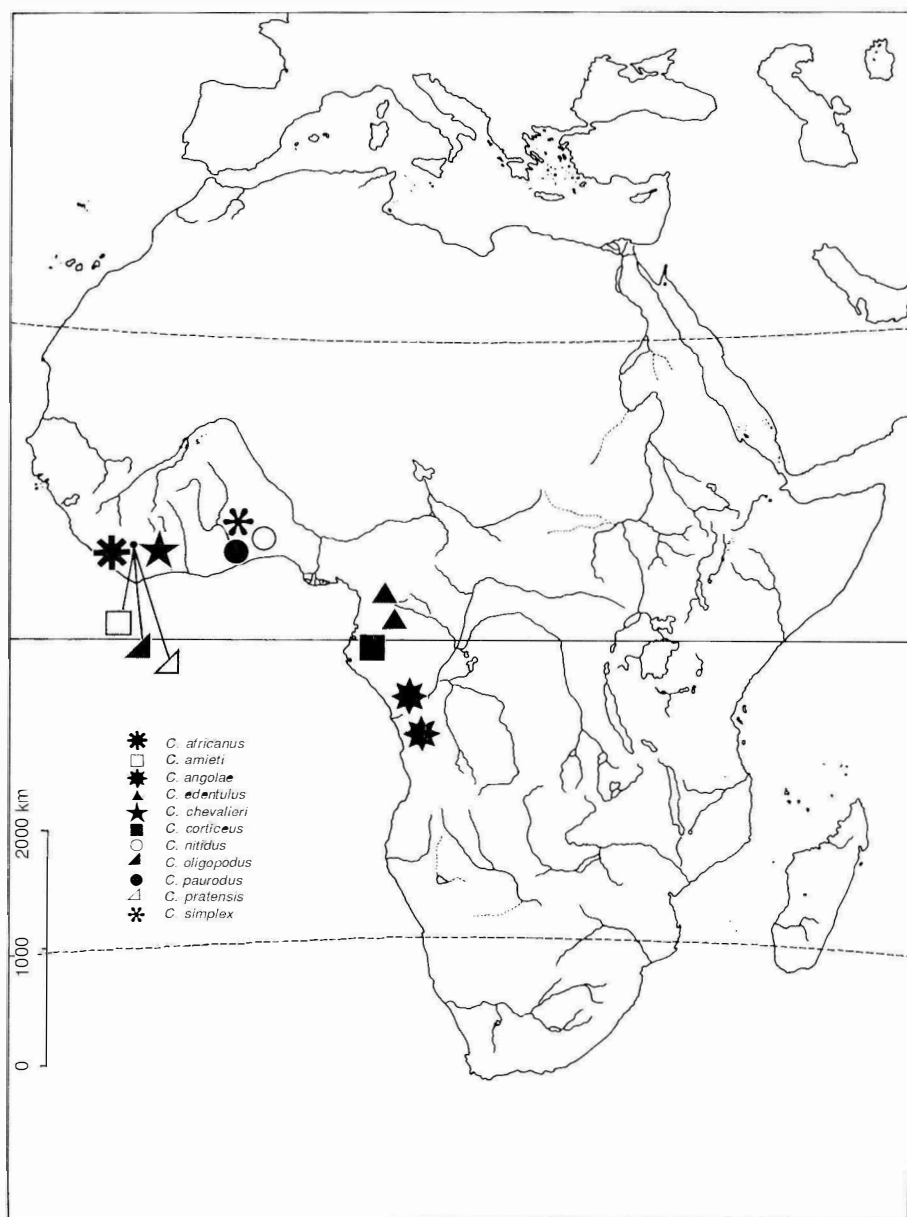 C. africanus
C. amieti
C. angolae
C. edentulus
C. chevalieri
C. corticeus
C. nitidus
C. oligopodus
C. paurodus
C. pratensis
C. simplex
2000 km
1000
0